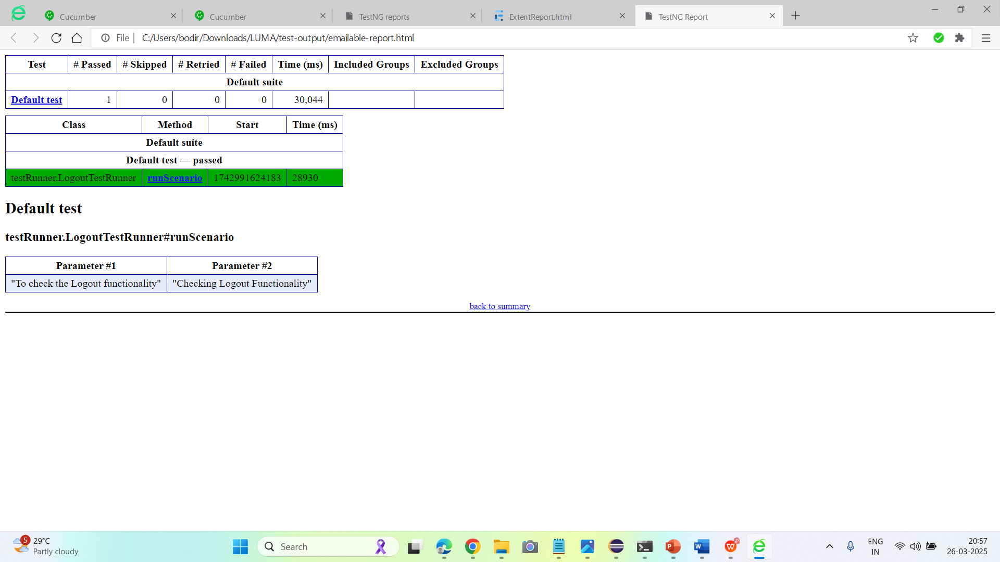 Cucumber
Cucumber
TestNG reports
ExtentReport.html
TestNG Report
File
C:/Users/bodir/Downloads/LUMA/test-output/emailable-report.html
Test # Passed # Skipped # Retried # Failed Time (ms) Included Groups Excluded Groups
Default suite
Default test 1 0 0 0 30,044
Class Method Start Time (ms)
Default suite
Default test — passed
testRunner.LogoutTestRunner runScenario 1742991624183 28930
Default test
testRunner.LogoutTestRunner#runScenario
Parameter #1 Parameter #2
"To check the Logout functionality" "Checking Logout Functionality"
back to summary
5
29°C
Partly cloudy
Search
P
W
W
P
ENG
IN
20:57
26-03-2025